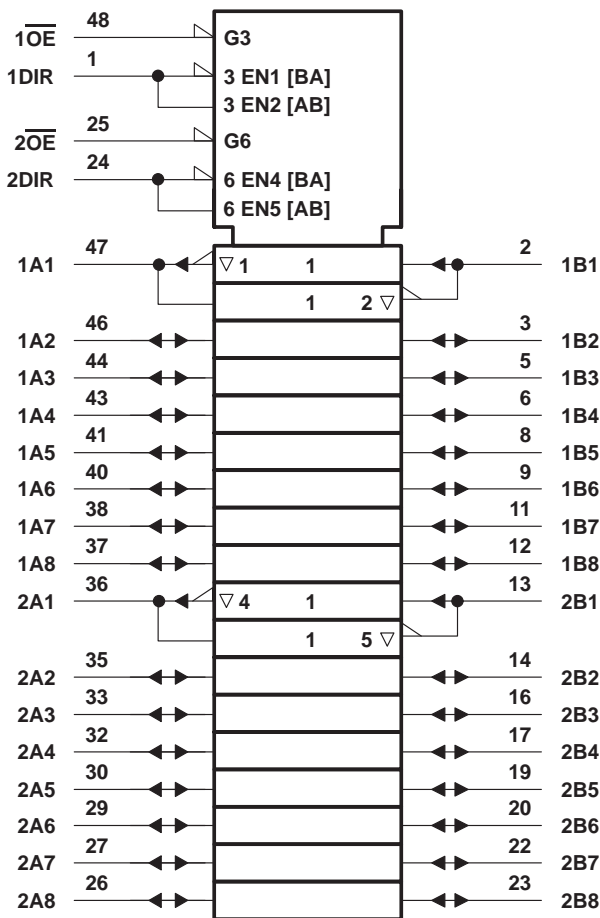 1O̅E̅ 48 G3
1DIR 1 3 EN1 [BA]
3 EN2 [AB]
2O̅E̅ 25 G6
2DIR 24 6 EN4 [BA]
6 EN5 [AB]
1A1 47 ▽ 1 1 2 1B1
1 2 ▽
1A2 46 3 1B2
1A3 44 5 1B3
1A4 43 6 1B4
1A5 41 8 1B5
1A6 40 9 1B6
1A7 38 11 1B7
1A8 37 12 1B8
2A1 36 ▽ 4 1 13 2B1
1 5 ▽
2A2 35 14 2B2
2A3 33 16 2B3
2A4 32 17 2B4
2A5 30 19 2B5
2A6 29 20 2B6
2A7 27 22 2B7
2A8 26 23 2B8